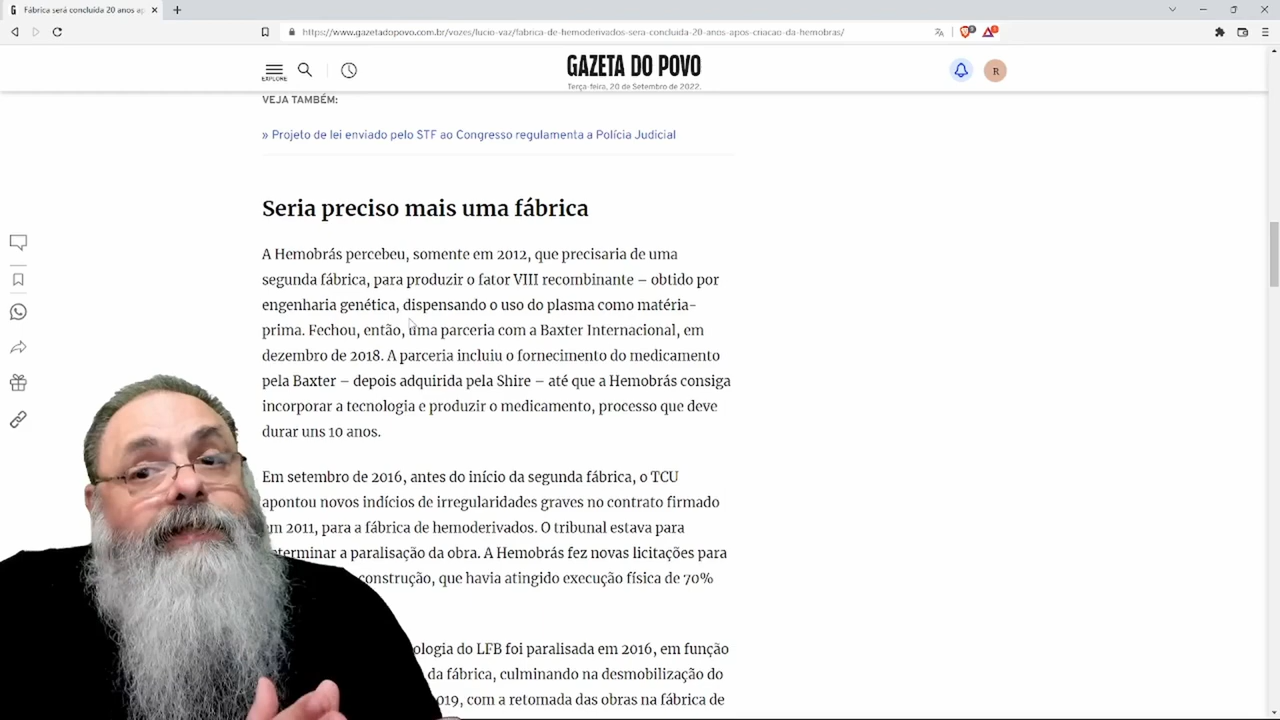 Fábrica será concluída 20 anos ap
https://www.gazetadopovo.com.br/vozes/lucio-vaz/fabrica-de-hemoderivados-sera-concluida-20-anos-apos-criacao-da-hemobras/
EXPLORE
GAZETA DO POVO
Terça-feira, 20 de Setembro de 2022.
R
VEJA TAMBÉM:
» Projeto de lei enviado pelo STF ao Congresso regulamenta a Polícia Judicial
Seria preciso mais uma fábrica
A Hemobrás percebeu, somente em 2012, que precisaria de uma
segunda fábrica, para produzir o fator VIII recombinante – obtido por
engenharia genética, dispensando o uso do plasma como matéria-
prima. Fechou, então, uma parceria com a Baxter Internacional, em
dezembro de 2018. A parceria incluiu o fornecimento do medicamento
pela Baxter – depois adquirida pela Shire – até que a Hemobrás consiga
incorporar a tecnologia e produzir o medicamento, processo que deve
durar uns 10 anos.
Em setembro de 2016, antes do início da segunda fábrica, o TCU
apontou novos indícios de irregularidades graves no contrato firmado
em 2011, para a fábrica de hemoderivados. O tribunal estava para
determinar a paralisação da obra. A Hemobrás fez novas licitações para
construção, que havia atingido execução física de 70%
ologia do LFB foi paralisada em 2016, em função
da fábrica, culminando na desmobilização do
019, com a retomada das obras na fábrica de